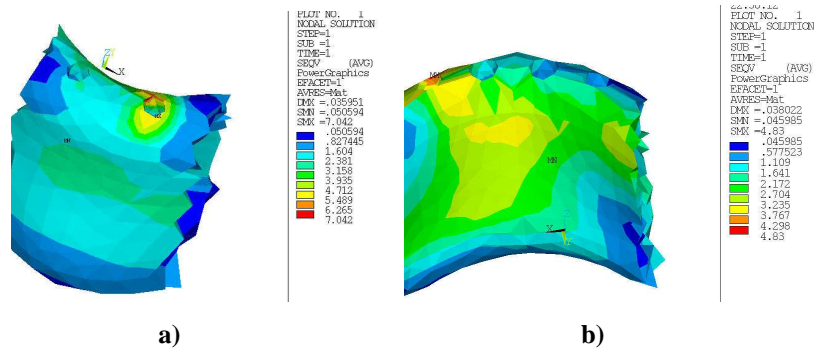 PLOT NO. 1
NODAL SOLUTION
STEP=1
SUB =1
TIME=1
SEQV (AVG)
PowerGraphics
EFACET=1
AVRES=Mat
DMX =.035951
SMN =.050594
SMX =7.042
.050594
.827445
1.604
2.381
3.158
3.935
4.712
5.489
6.265
7.042
Z
Y
X
MX
MN
a)
PLOT NO. 1
NODAL SOLUTION
STEP=1
SUB =1
TIME=1
SEQV (AVG)
PowerGraphics
EFACET=1
AVRES=Mat
DMX =.038022
SMN =.045985
SMX =4.83
.045985
.577523
1.109
1.641
2.172
2.704
3.235
3.767
4.298
4.83
MN
X
b)